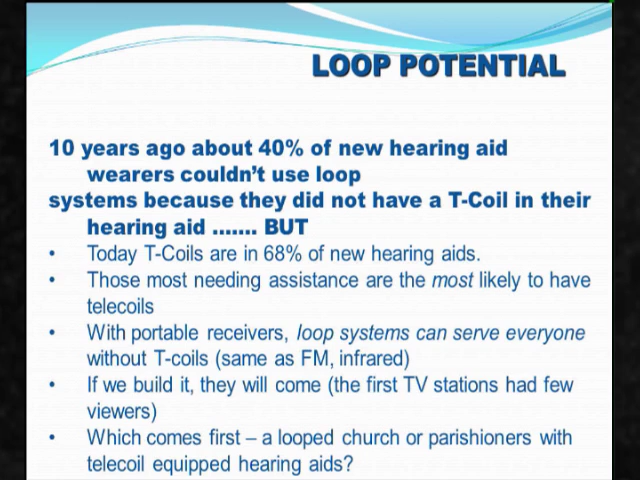 LOOP POTENTIAL
10 years ago about 40% of new hearing aid
wearers couldn't use loop
systems because they did not have a T-Coil in their
hearing aid ....... BUT
• Today T-Coils are in 68% of new hearing aids.
• Those most needing assistance are the most likely to have
telecoils
• With portable receivers, loop systems can serve everyone
without T-coils (same as FM, infrared)
• If we build it, they will come (the first TV stations had few
viewers)
• Which comes first – a looped church or parishioners with
telecoil equipped hearing aids?